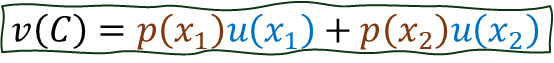 v(C) = p(x₁)u(x₁) + p(x₂)u(x₂)